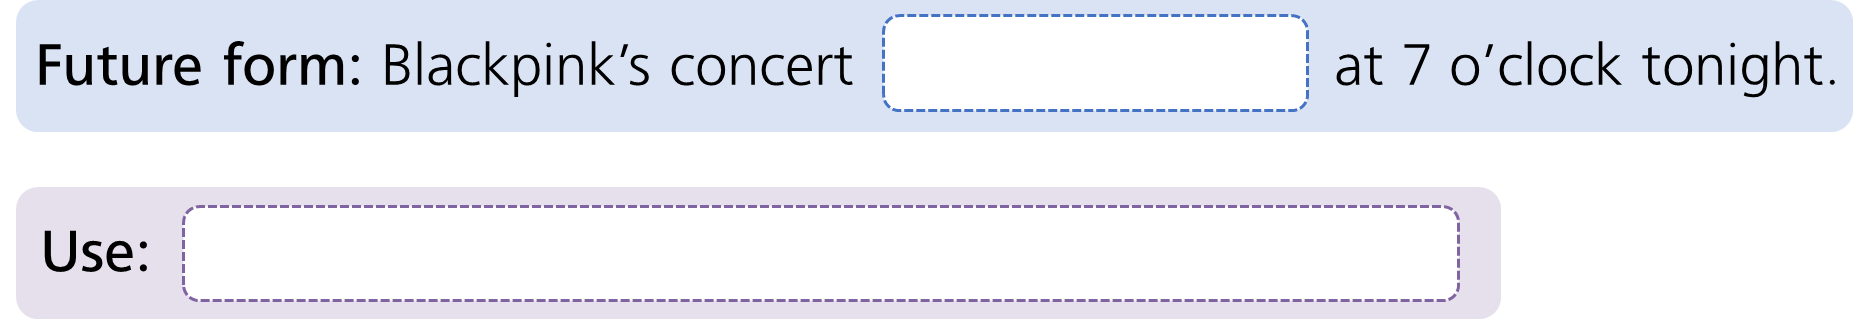 Future form: Blackpink’s concert at 7 o’clock tonight.
Use: